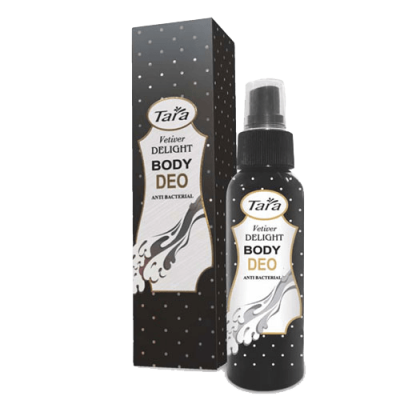 Tara
Vetiver
DELIGHT
BODY
DEO
ANTI BACTERIAL
Tara
Vetiver
DELIGHT
BODY
DEO
ANTI BACTERIAL